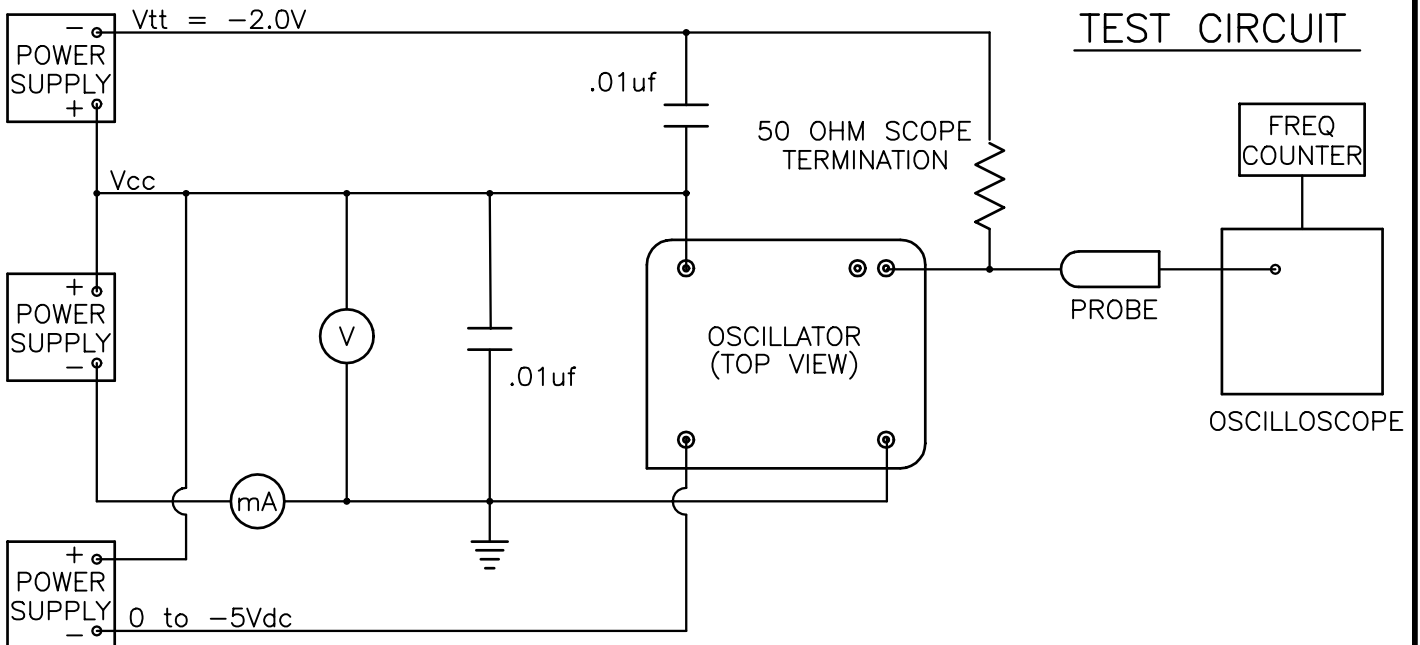 TEST CIRCUIT
Vtt = −2.0V
−
POWER
SUPPLY
+
.01uf
50 OHM SCOPE
TERMINATION
FREQ
COUNTER
Vcc
+
POWER
SUPPLY
−
V
.01uf
OSCILLATOR
(TOP VIEW)
PROBE
OSCILLOSCOPE
mA
+
POWER
SUPPLY
−
0 to −5Vdc